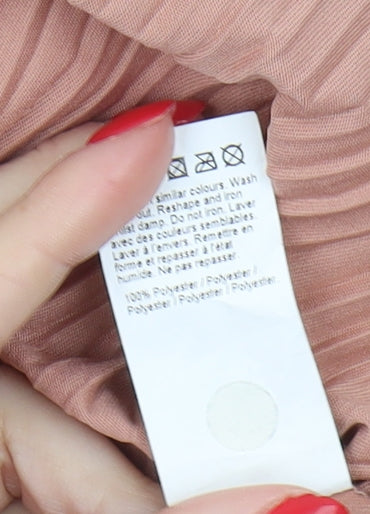 similar colours. Wash
out. Reshape and iron
damp. Do not iron. Laver
avec des couleurs semblables.
Laver à l'envers. Remettre en
forme et repasser à l'état
humide. Ne pas repasser.
100% Polyester / Polyester /
Polyester / Polyester / Polyester